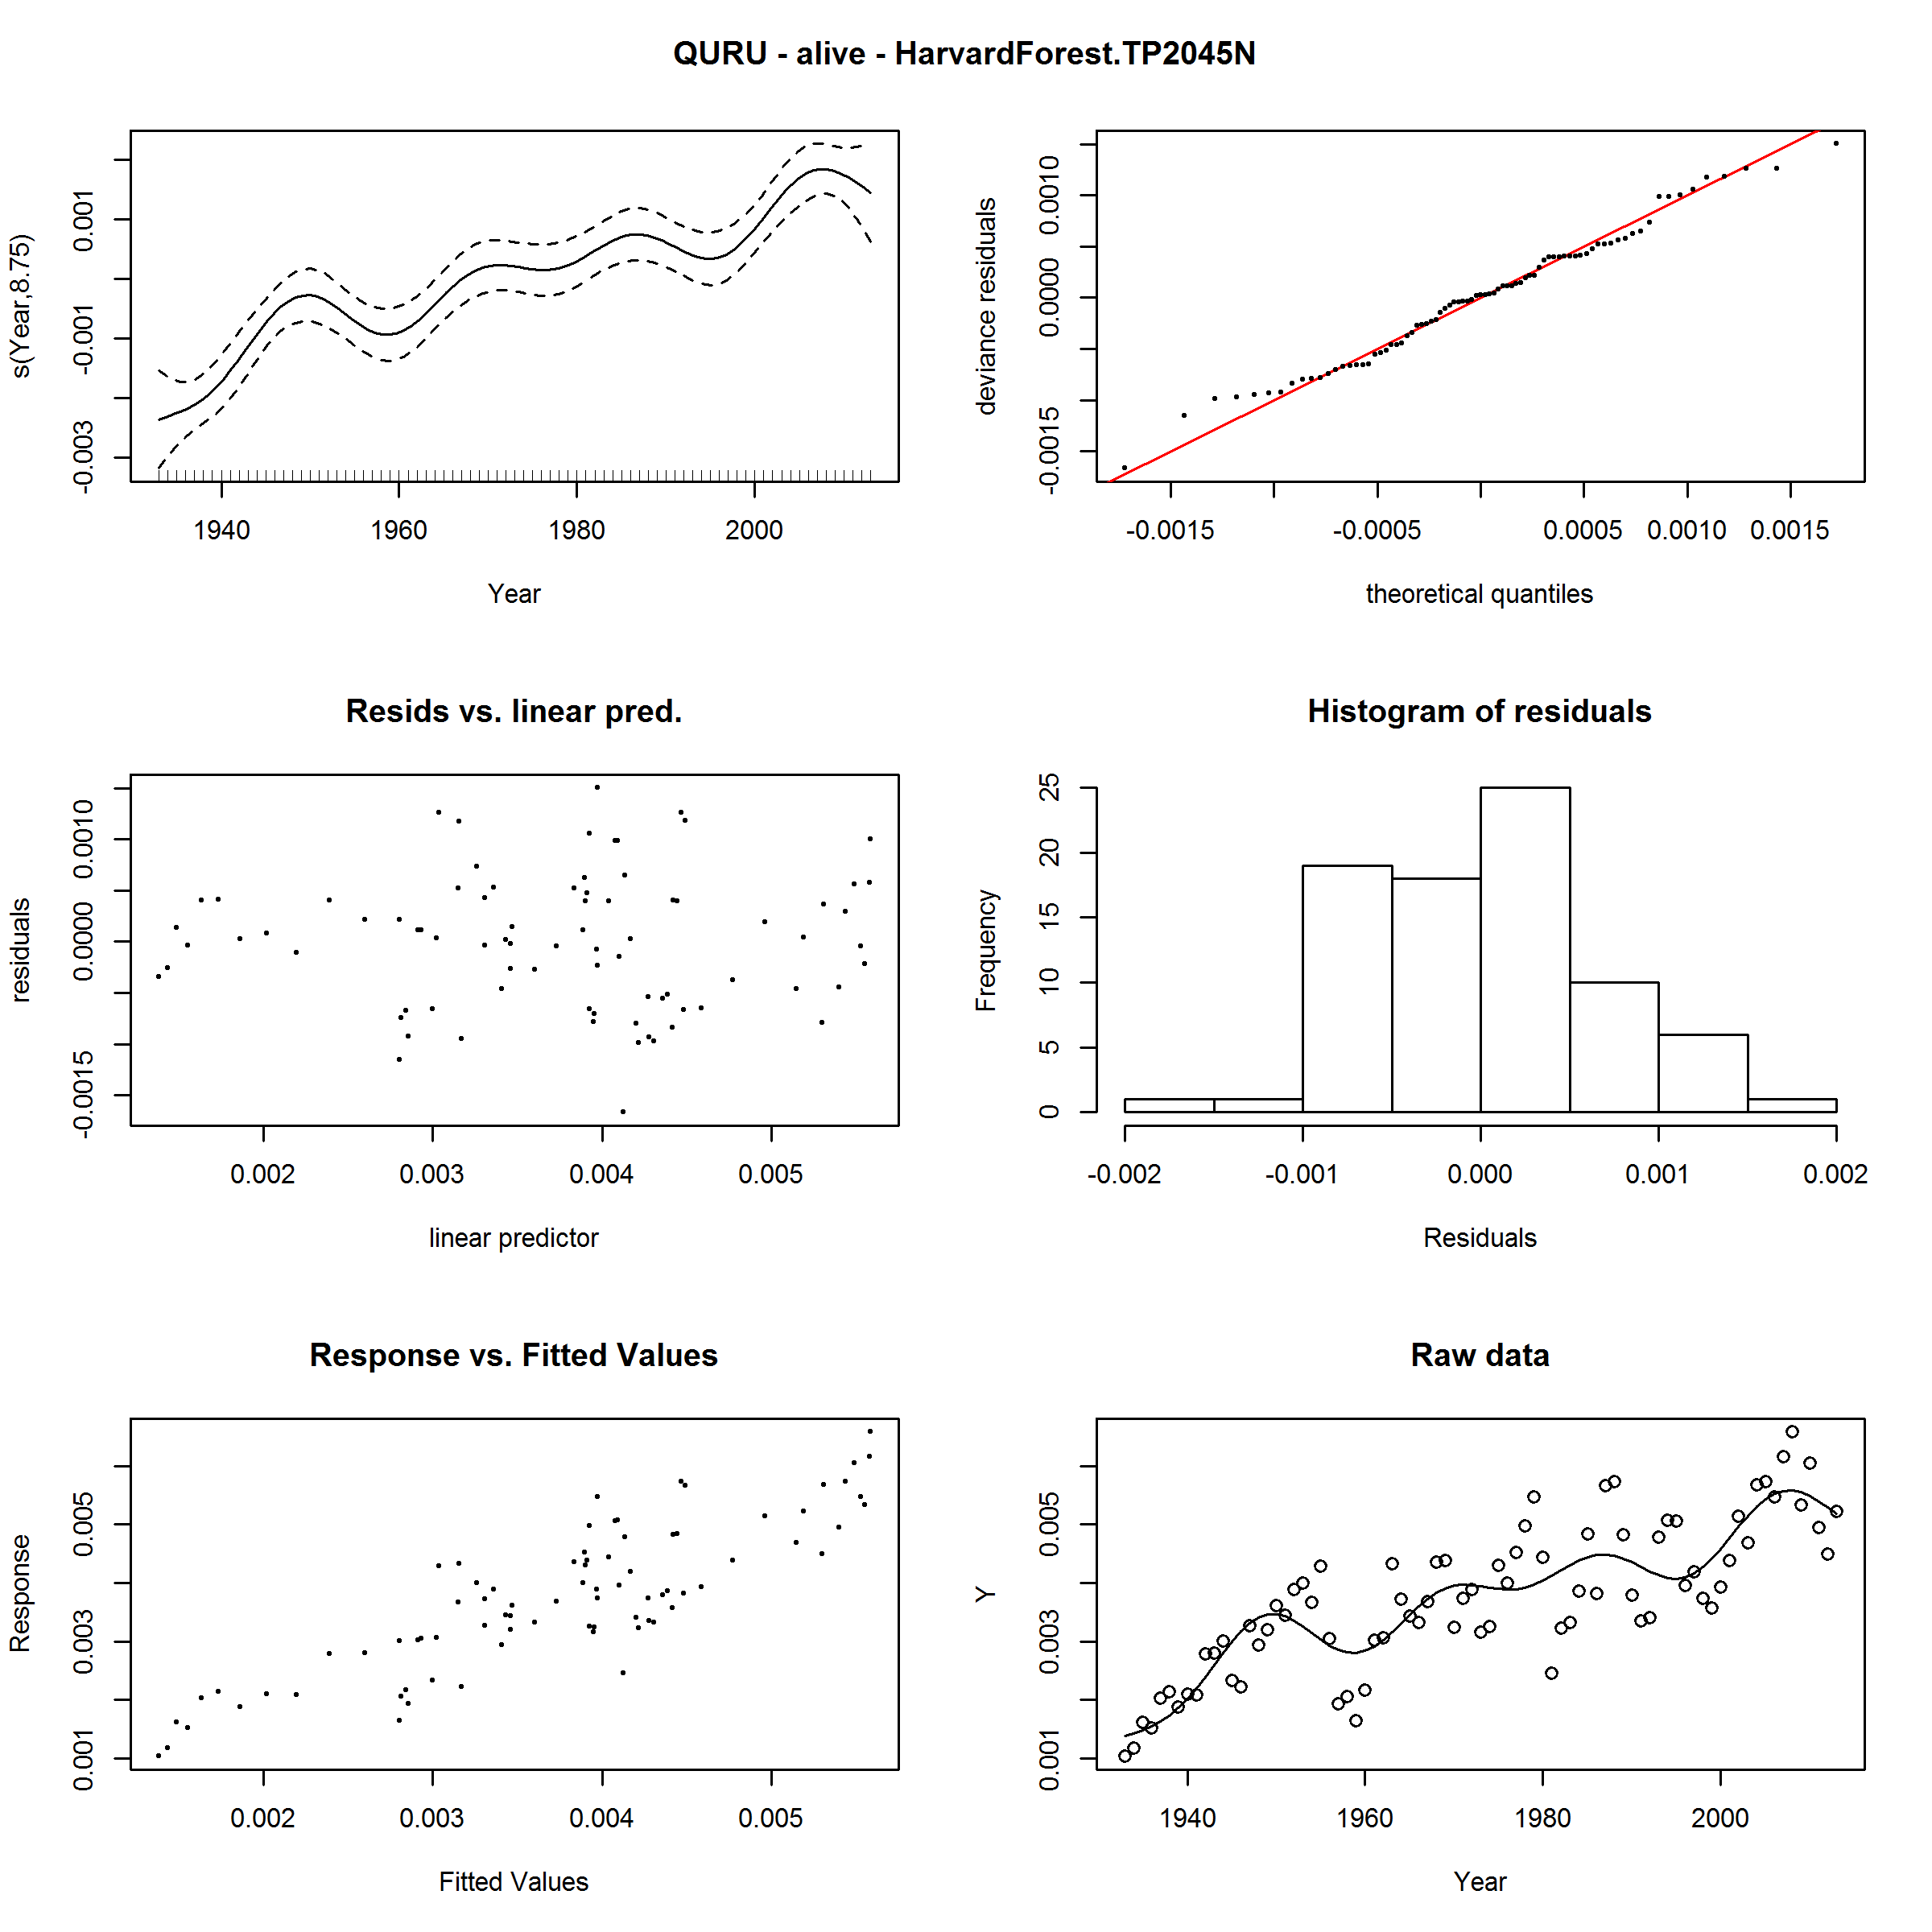 QURU - alive - HarvardForest.TP2045N
s(Year,8.75)
-0.003 -0.001 0.001
1940 1960 1980 2000
Year
deviance residuals
-0.0015 0.0000 0.0010
-0.0015 -0.0005 0.0005 0.0010 0.0015
theoretical quantiles
Resids vs. linear pred.
residuals
-0.0015 0.0000 0.0010
0.002 0.003 0.004 0.005
linear predictor
Histogram of residuals
Frequency
0 5 10 15 20 25
-0.002 -0.001 0.000 0.001 0.002
Residuals
Response vs. Fitted Values
Response
0.001 0.003 0.005
0.002 0.003 0.004 0.005
Fitted Values
Raw data
Y
0.001 0.003 0.005
1940 1960 1980 2000
Year